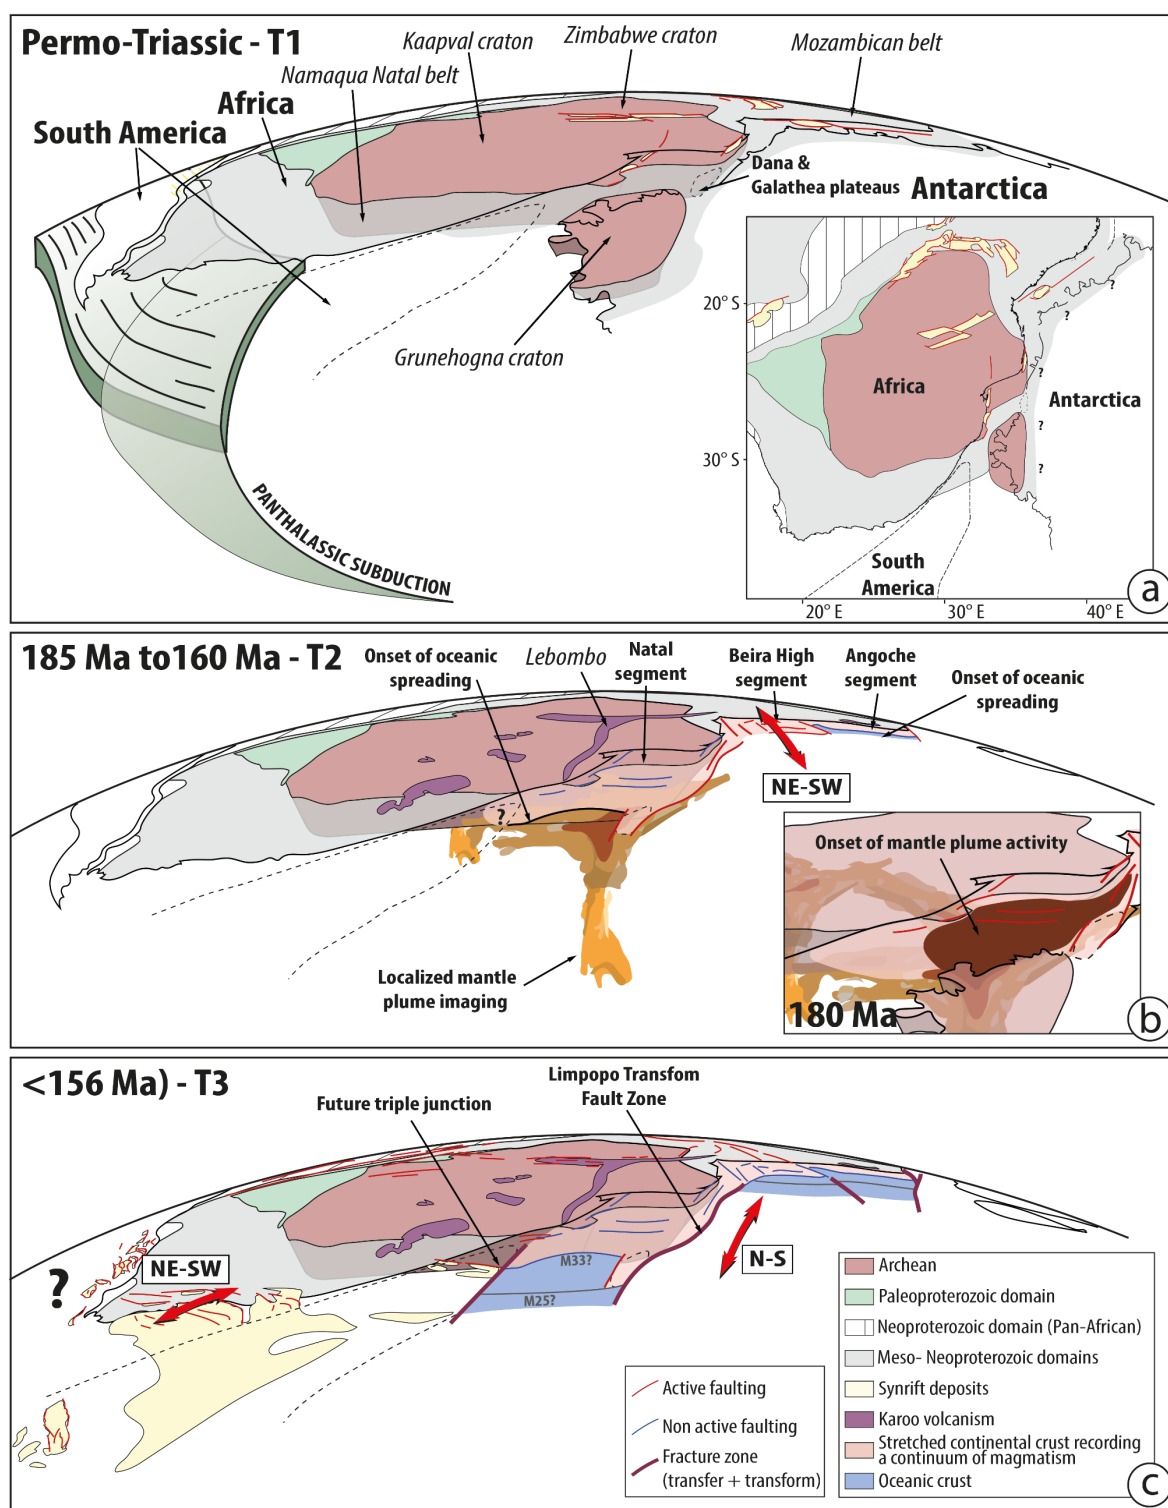 Permo-Triassic - T1
Kaapval craton
Zimbabwe craton
Mozambican belt
Namaqua Natal belt
Africa
South America
Dana &
Galathea plateaus
Antarctica
Grunehogna craton
PANTHALASSIC SUBDUCTION
20° S
30° S
Africa
Antarctica
?
?
?
?
?
South
America
20° E
30° E
40° E
a
185 Ma to160 Ma - T2
Onset of oceanic
spreading
Lebombo
Natal
segment
Beira High
segment
Angoche
segment
Onset of oceanic
spreading
NE-SW
?
Localized mantle
plume imaging
Onset of mantle plume activity
180 Ma
b
<156 Ma) - T3
Future triple junction
Limpopo Transfom
Fault Zone
NE-SW
?
N-S
M33?
M25?
Active faulting
Non active faulting
Fracture zone
(transfer + transform)
Archean
Paleoproterozoic domain
Neoproterozoic domain (Pan-African)
Meso- Neoproterozoic domains
Synrift deposits
Karoo volcanism
Stretched continental crust recording
a continuum of magmatism
Oceanic crust
c